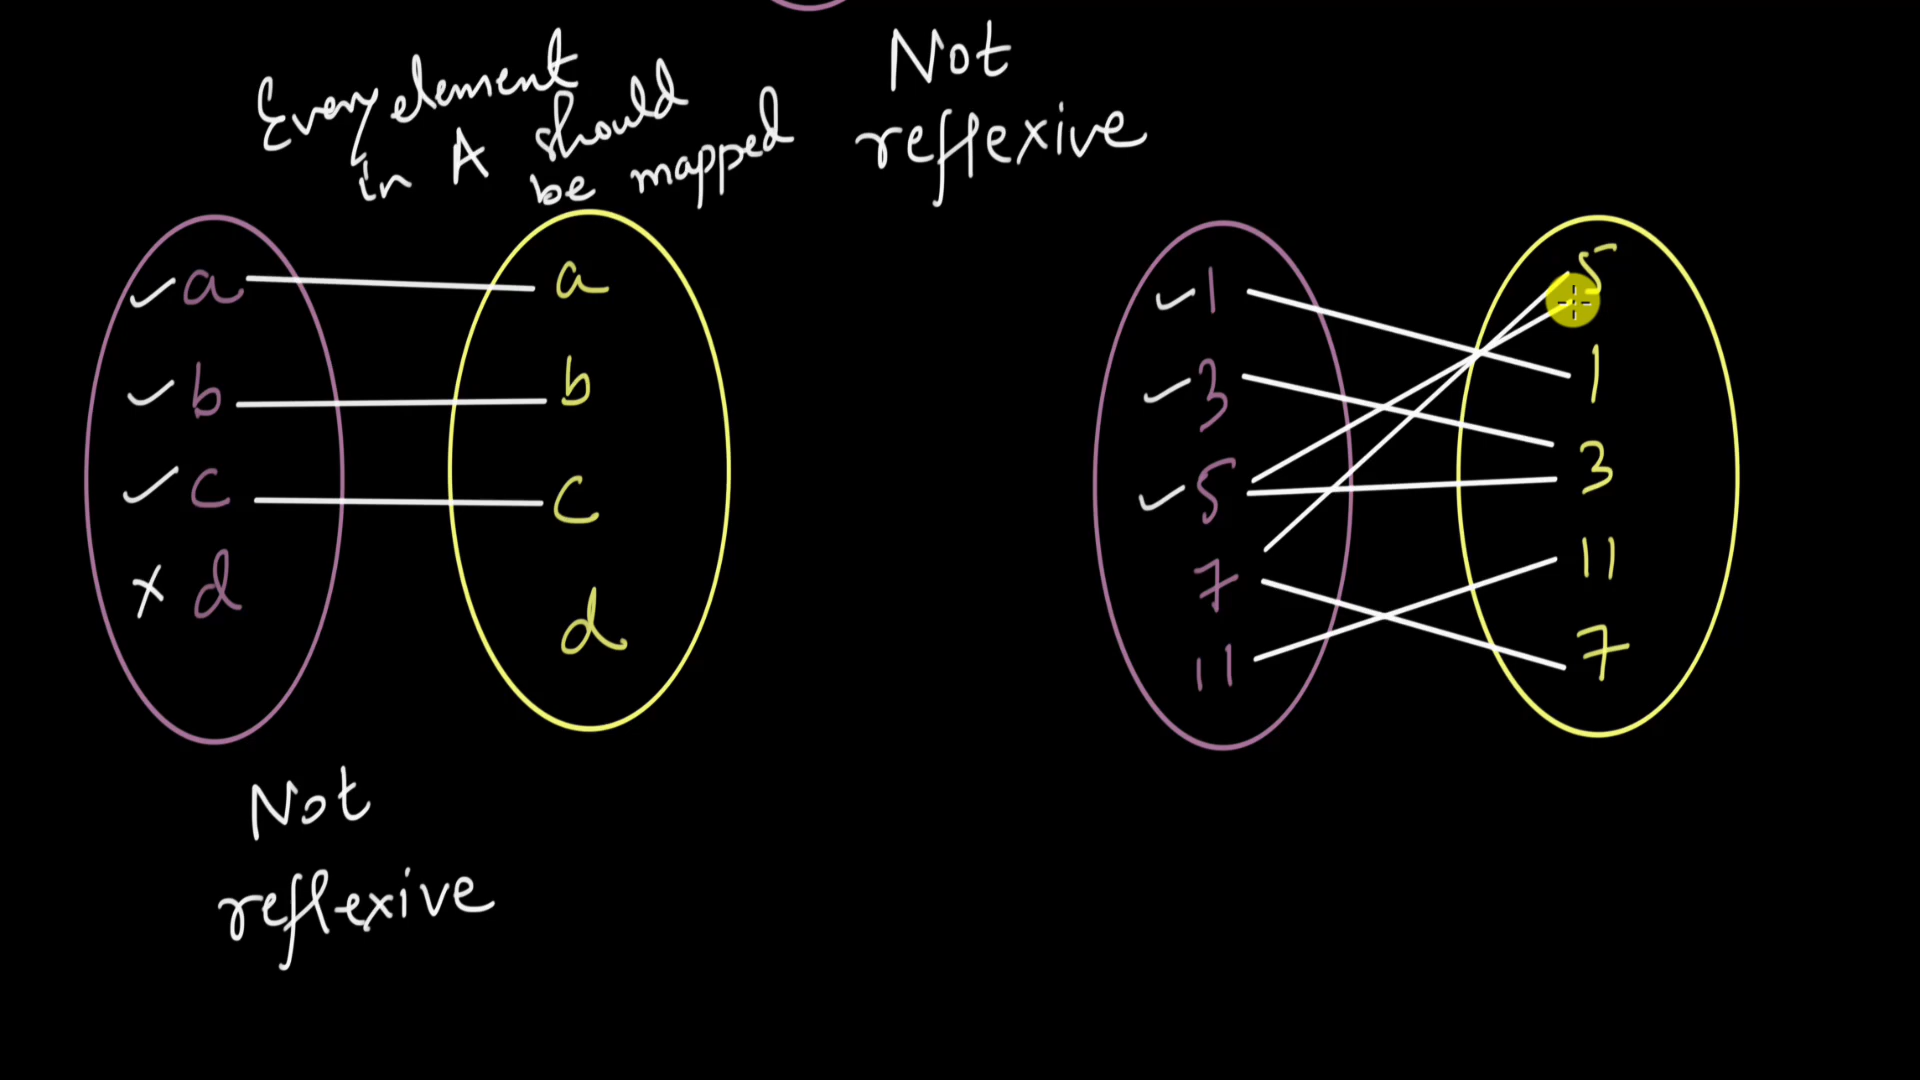 Every element
in A should
be mapped
Not
reflexive
✓ a a
✓ b b
✓ c c
x d d
Not
reflexive
✓ 1 5
✓ 3 1
✓ 5 3
7 11
11 7